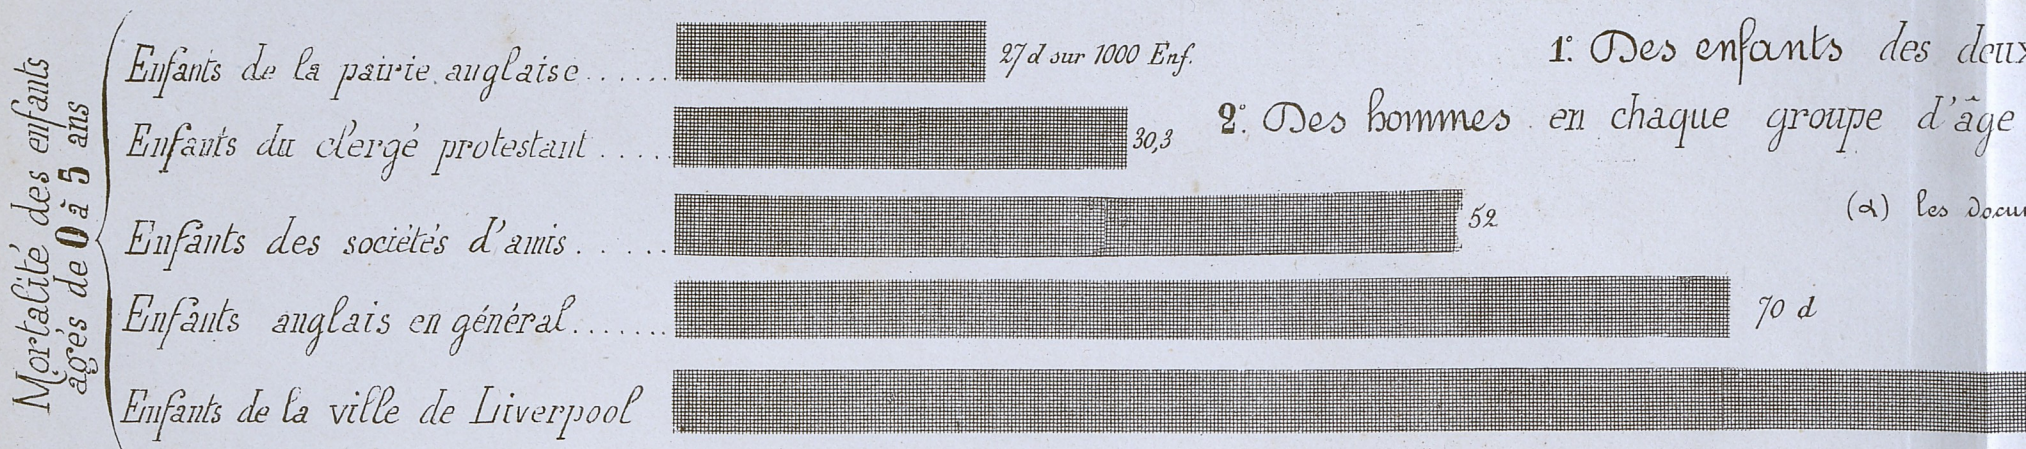 Mortalité des enfants
âgés de 0 à 5 ans
Enfants de la pairie anglaise......
27 d sur 1000 Enf.
1º. Des enfants des deux
Enfants du clergé protestant.....
30,3
2º. Des hommes en chaque groupe d'âge
Enfants des sociétés d'amis......
52
(α) les docu
Enfants anglais en général.......
70 d
Enfants de la ville de Liverpool